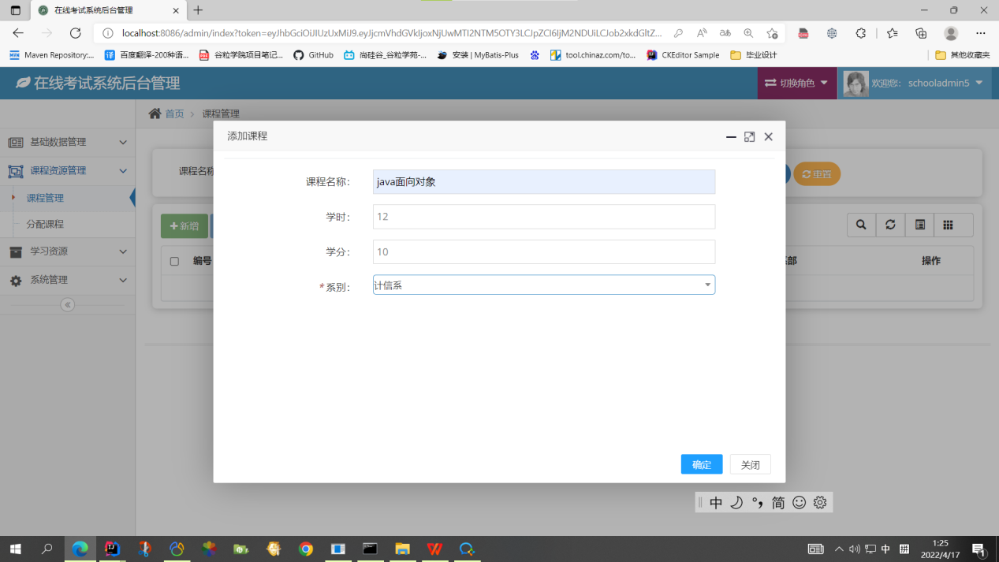 在线考试系统后台管理
localhost:8086/admin/index?token=eyJhbGciOiJIUzUxMiJ9.eyJjcmVhdGVkIjoxNjUwMTI2NTM5OTY3LCJpZCI6IjM2NDUiLCJob2xkdGltZ...
Maven Repository:...
百度翻译-200种语...
谷粒学院项目笔记...
GitHub
尚硅谷_谷粒学苑-...
安装 | MyBatis-Plus
tool.chinaz.com/to...
CKEditor Sample
毕业设计
其他收藏夹
在线考试系统后台管理
切换角色
欢迎您: schooladmin5
首页 > 课程管理
基础数据管理
课程资源管理
课程管理
分配课程
学习资源
系统管理
课程名称
重置
新增
编号
系部
操作
添加课程
课程名称: java面向对象
学时: 12
学分: 10
*系别: 计信系
确定 关闭
中 简
中 拼
1:25
2022/4/17
1